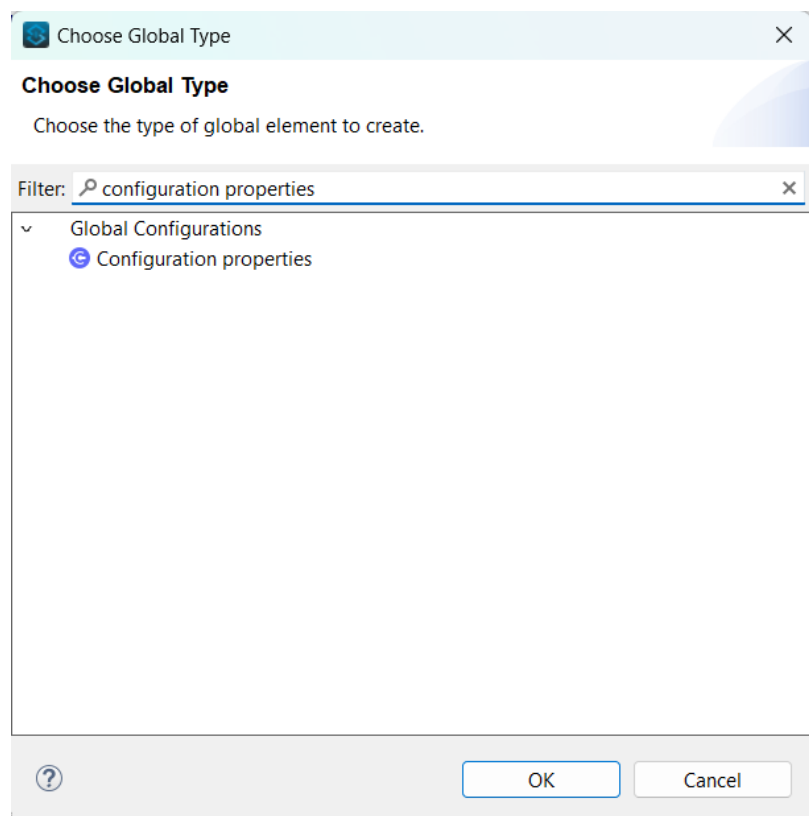 Choose Global Type
Choose Global Type
Choose the type of global element to create.
Filter: configuration properties
Global Configurations
Configuration properties
OK Cancel